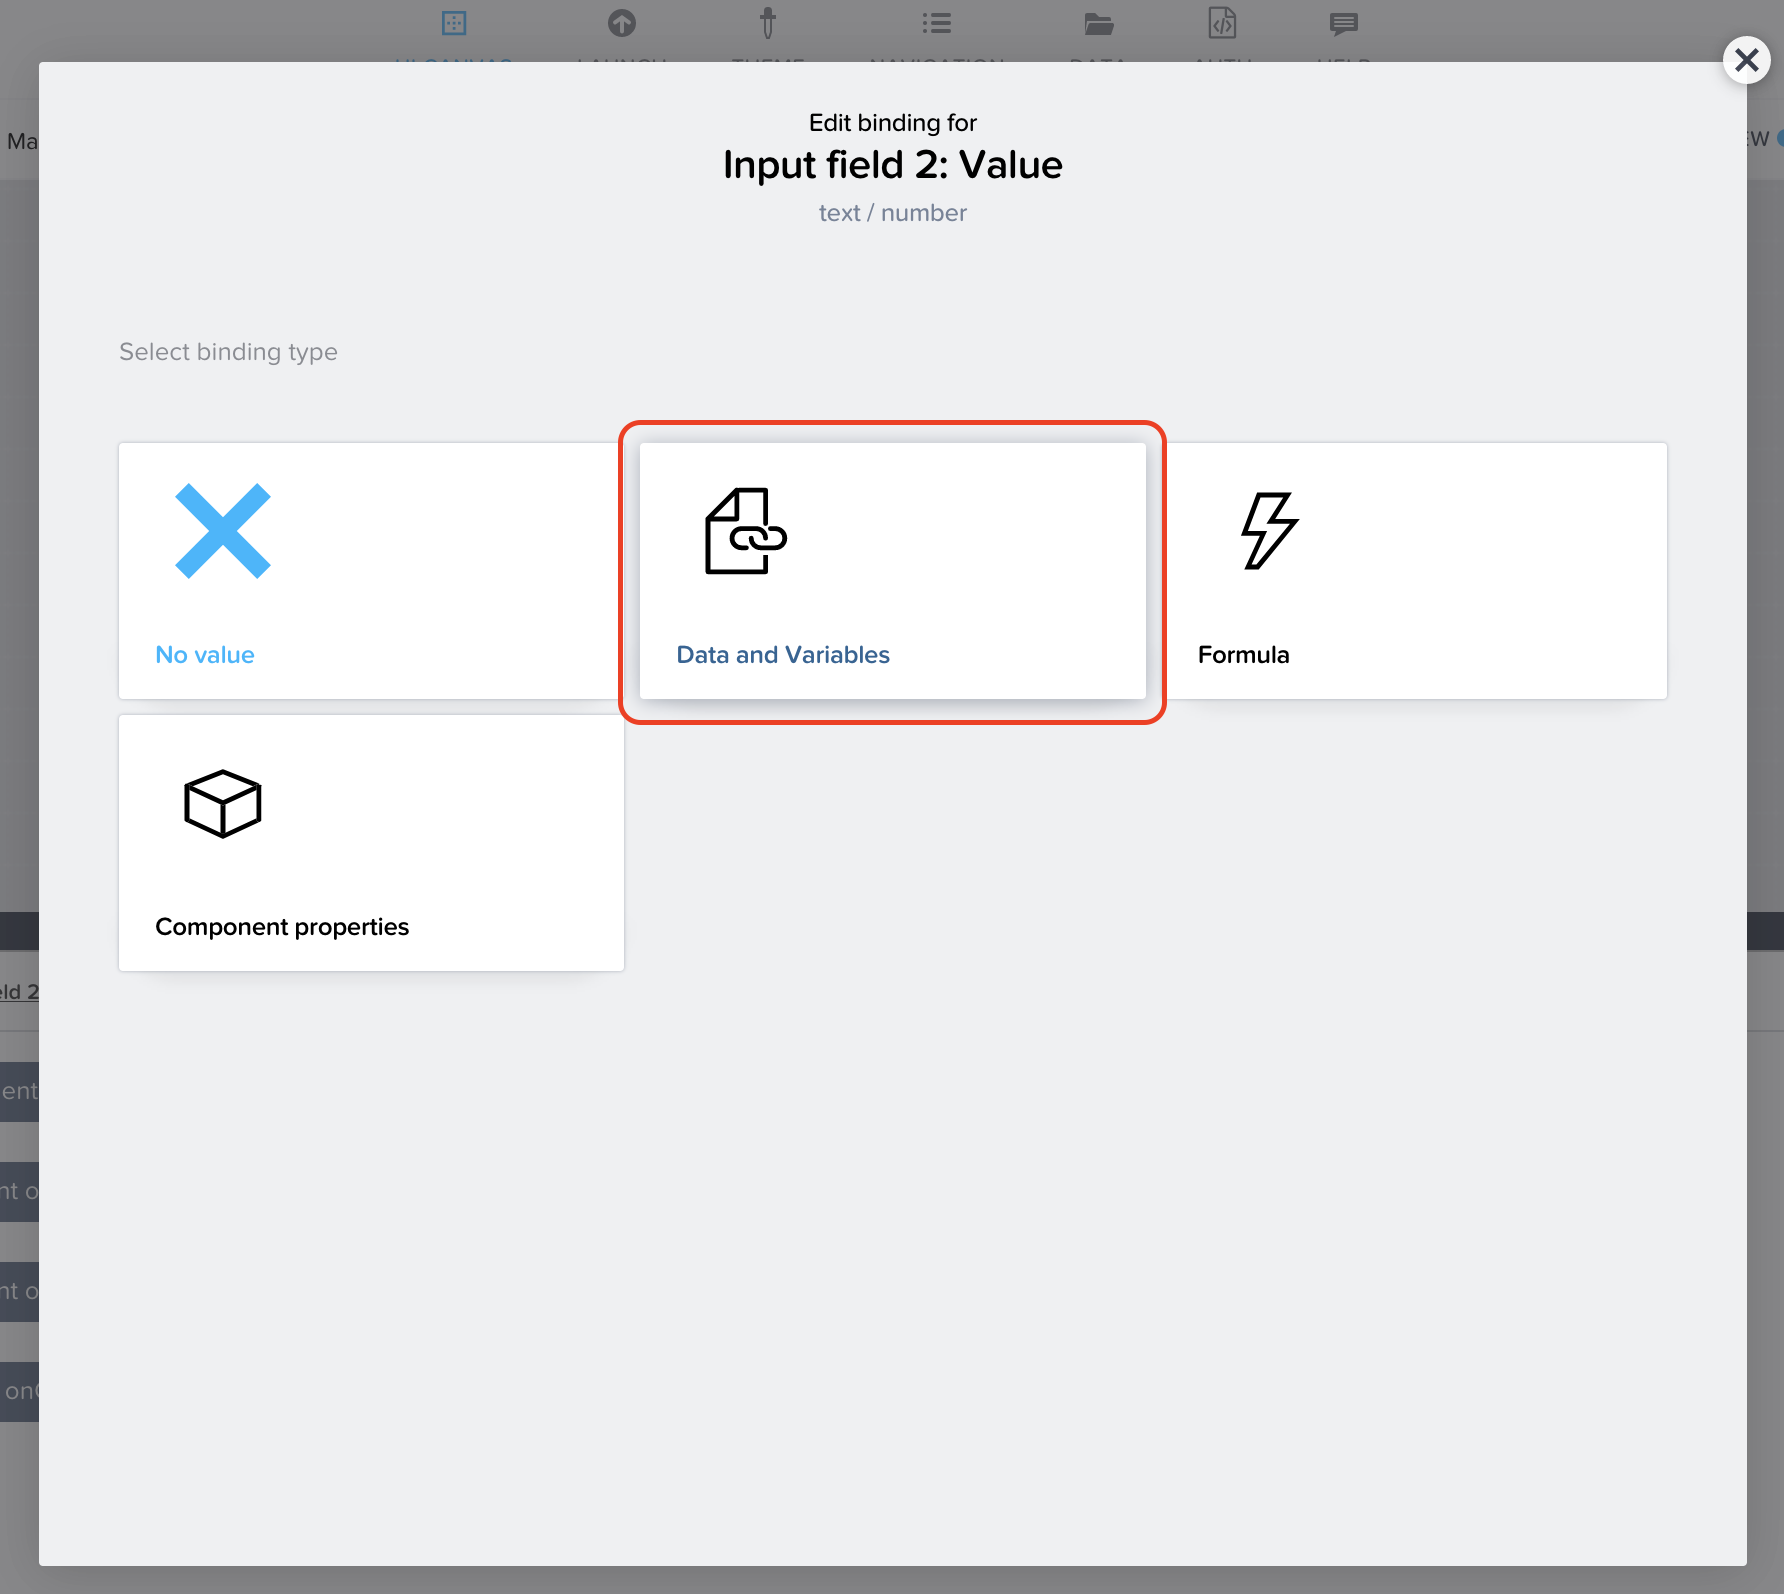 Edit binding for
Input field 2: Value
text / number
Select binding type
No value
Data and Variables
Formula
Component properties
Ma
EW
eld 2
ent
nt o
nt o